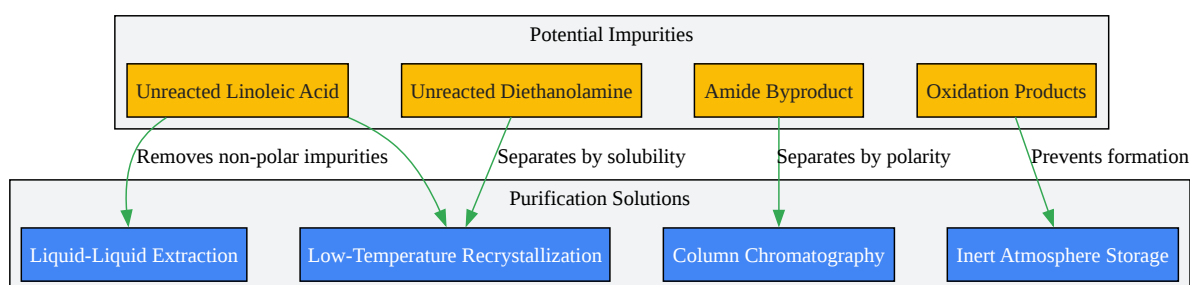 Potential Impurities
Unreacted Linoleic Acid
Unreacted Diethanolamine
Amide Byproduct
Oxidation Products
Removes non-polar impurities
Separates by solubility
Separates by polarity
Prevents formation
Purification Solutions
Liquid-Liquid Extraction
Low-Temperature Recrystallization
Column Chromatography
Inert Atmosphere Storage